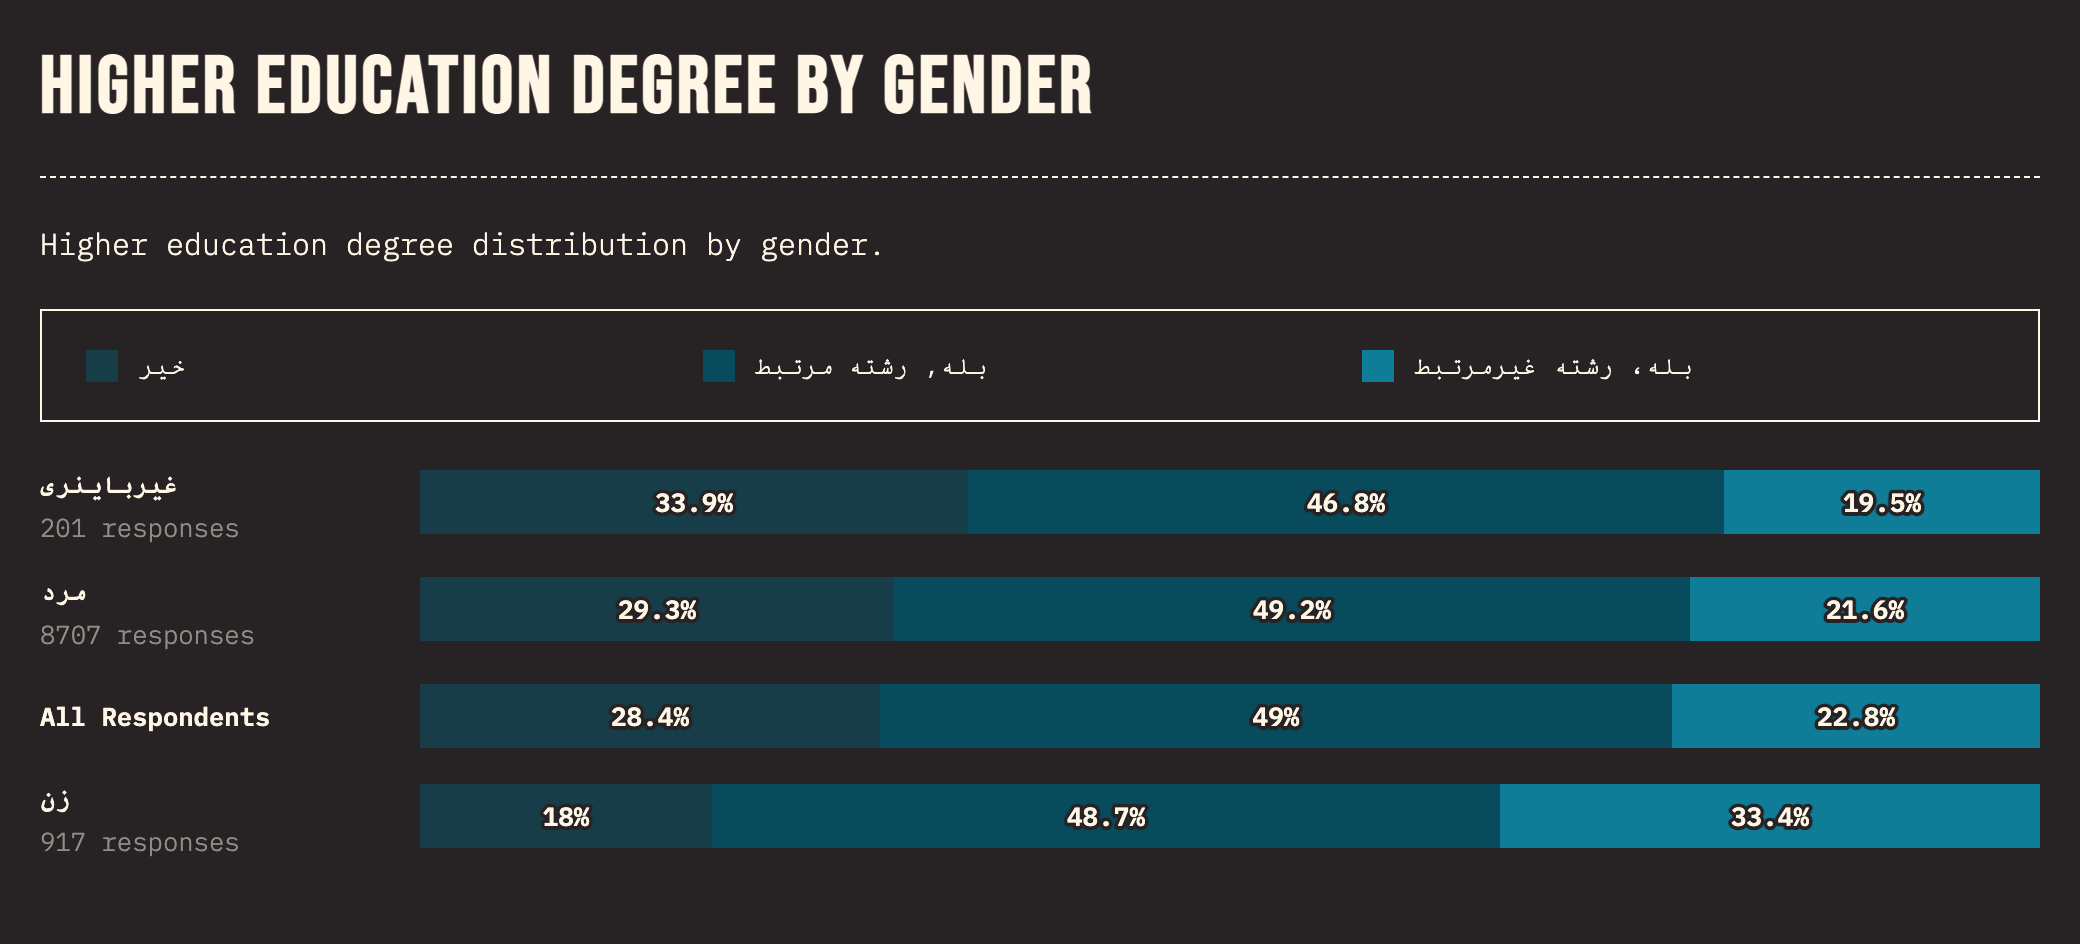 HIGHER EDUCATION DEGREE BY GENDER
Higher education degree distribution by gender.
خیر
بله, رشته مرتبط
بله، رشته غیرمرتبط
غیرباینری
201 responses
33.9% 46.8% 19.5%
مرد
8707 responses
29.3% 49.2% 21.6%
All Respondents
28.4% 49% 22.8%
زن
917 responses
18% 48.7% 33.4%